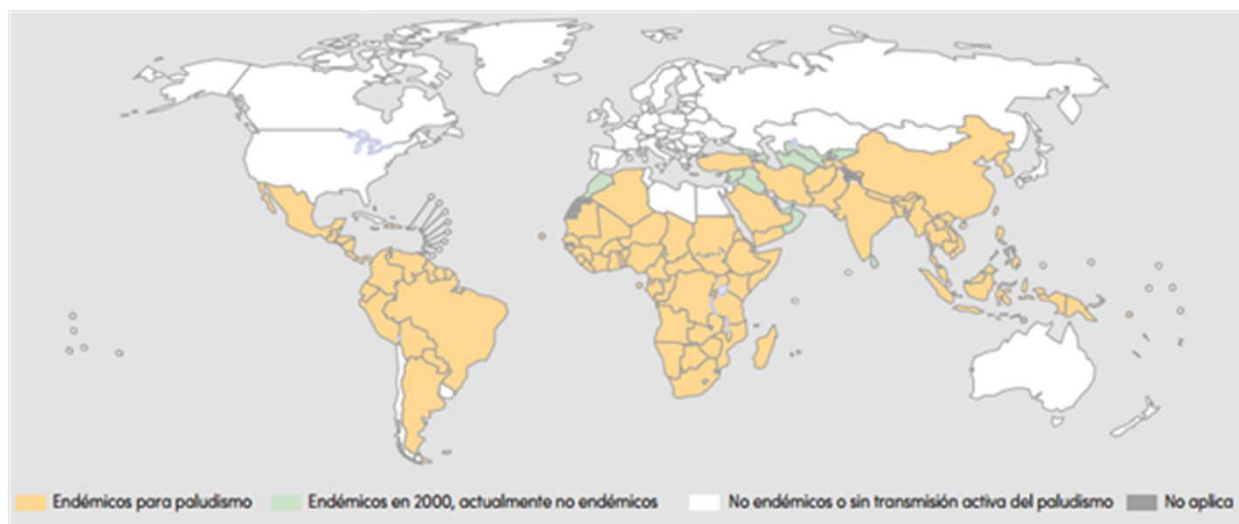 Endémicos para paludismo Endémicos en 2000, actualmente no endémicos No endémicos o sin transmisión activa del paludismo No aplica